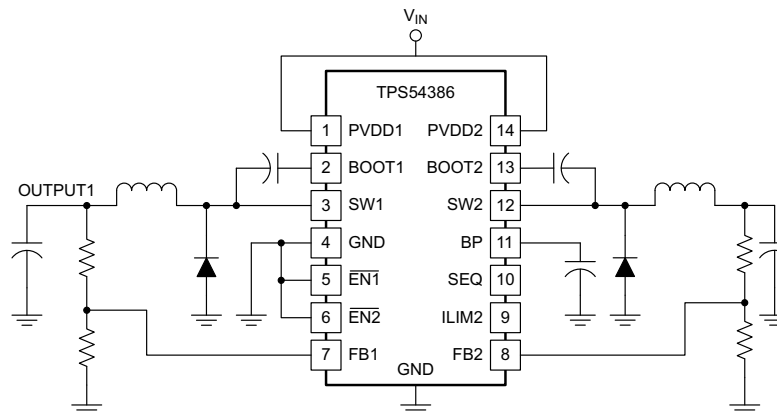 VIN
TPS54386
1 PVDD1 PVDD2 14
2 BOOT1 BOOT2 13
OUTPUT1
3 SW1 SW2 12
4 GND BP 11
5 EN1 SEQ 10
6 EN2 ILIM2 9
7 FB1 FB2 8
GND